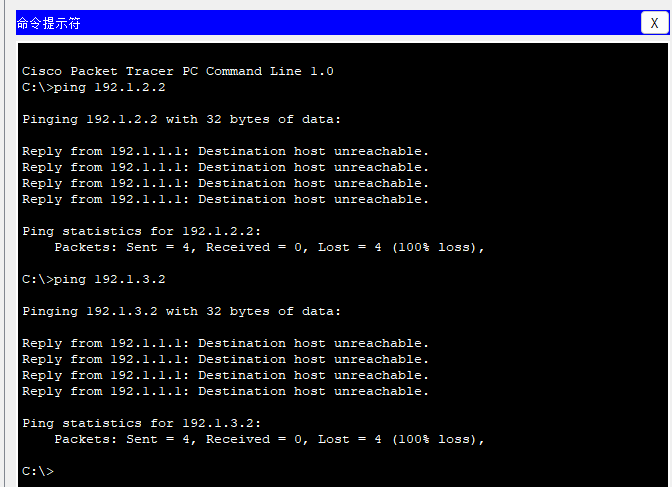 命令提示符
X
Cisco Packet Tracer PC Command Line 1.0
C:\>ping 192.1.2.2
Pinging 192.1.2.2 with 32 bytes of data:
Reply from 192.1.1.1: Destination host unreachable.
Reply from 192.1.1.1: Destination host unreachable.
Reply from 192.1.1.1: Destination host unreachable.
Reply from 192.1.1.1: Destination host unreachable.
Ping statistics for 192.1.2.2:
    Packets: Sent = 4, Received = 0, Lost = 4 (100% loss),
C:\>ping 192.1.3.2
Pinging 192.1.3.2 with 32 bytes of data:
Reply from 192.1.1.1: Destination host unreachable.
Reply from 192.1.1.1: Destination host unreachable.
Reply from 192.1.1.1: Destination host unreachable.
Reply from 192.1.1.1: Destination host unreachable.
Ping statistics for 192.1.3.2:
    Packets: Sent = 4, Received = 0, Lost = 4 (100% loss),
C:\>